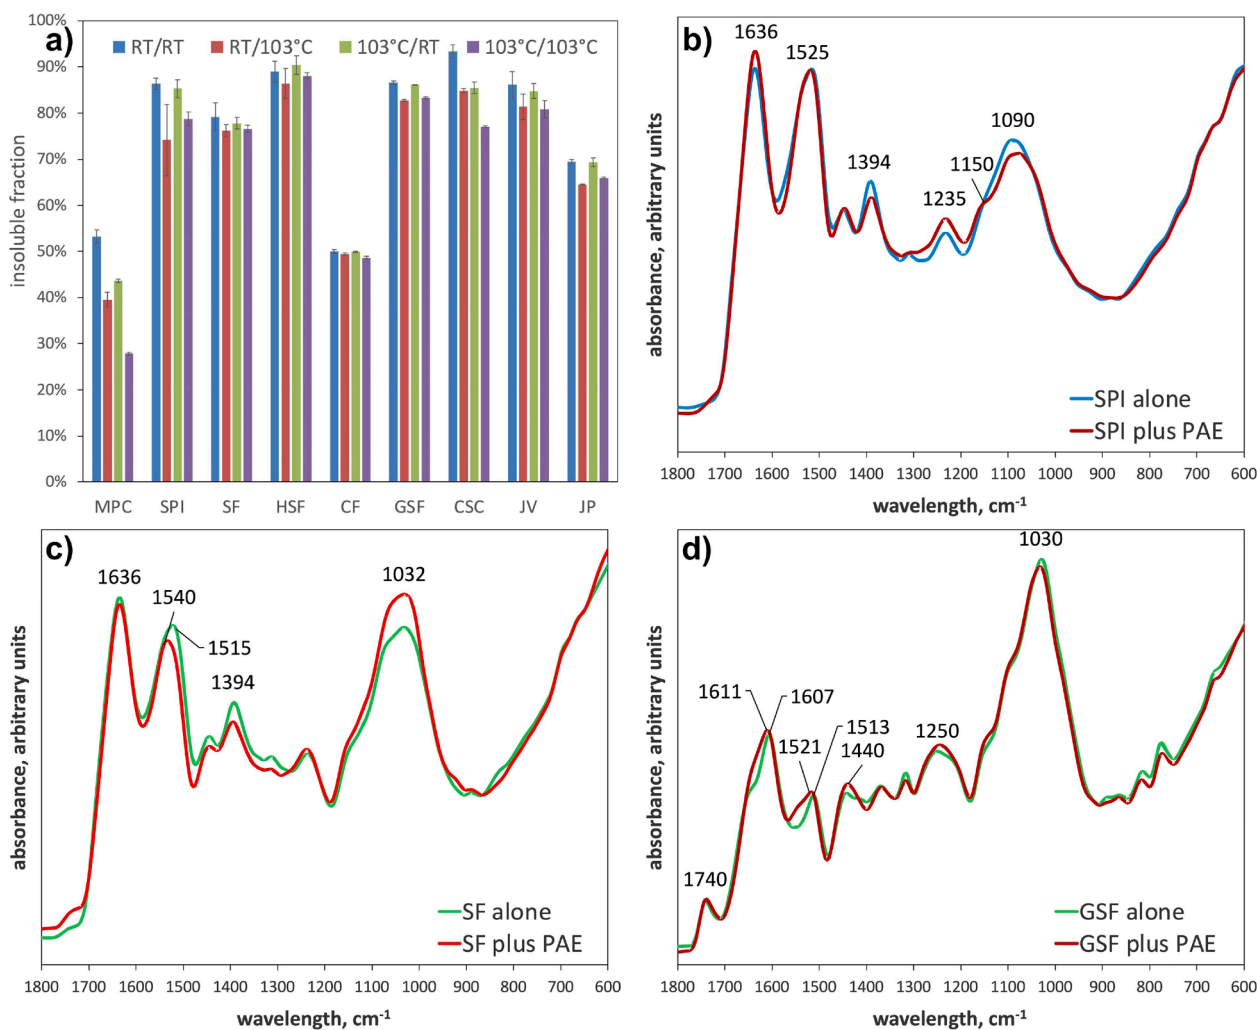 a)
RT/RT RT/103°C 103°C/RT 103°C/103°C
insoluble fraction
100%
90%
80%
70%
60%
50%
40%
30%
20%
10%
0%
MPC SPI SF HSF CF GSF CSC JV JP
b)
1636
1525
1394
1235
1150
1090
absorbance, arbitrary units
SPI alone
SPI plus PAE
1800 1700 1600 1500 1400 1300 1200 1100 1000 900 800 700 600
wavelength, cm-1
c)
1636
1540
1515
1394
1032
absorbance, arbitrary units
SF alone
SF plus PAE
1800 1700 1600 1500 1400 1300 1200 1100 1000 900 800 700 600
wavelength, cm-1
d)
1030
1611
1607
1513
1521
1440
1250
1740
absorbance, arbitrary units
GSF alone
GSF plus PAE
1800 1700 1600 1500 1400 1300 1200 1100 1000 900 800 700 600
wavelength, cm-1